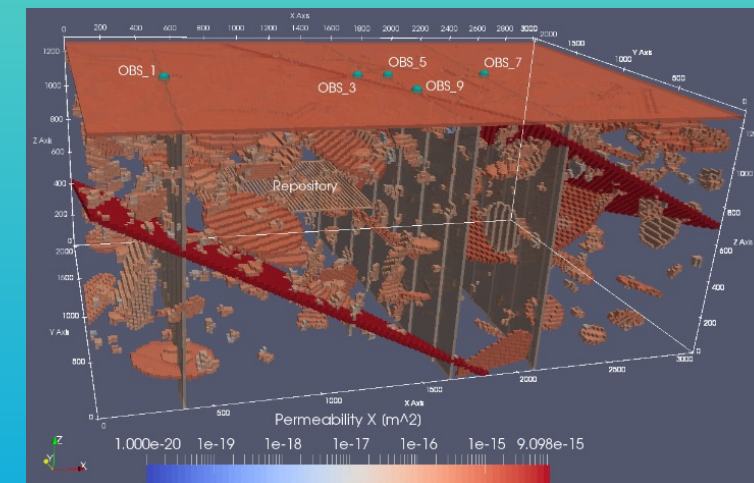 X Axis
0 200 400 600 800 1000 1200 1400 1600 1800 2000 2200 2400 2600 3000
2000
1500
Y Axis
1000
500
0
1200
1000
800
Z Axis
600
400
200
0
OBS_1
OBS_3
OBS_5
OBS_9
OBS_7
Repository
1000
800
Z Axis
600
400
200
0
2000
1500
Y Axis
1000
500
0
500
1000
1500
X Axis
2000
2500
3000
Permeability X [m^2]
1.000e-20 1e-19 1e-18 1e-17 1e-16 1e-15 9.098e-15
Z
Y
X